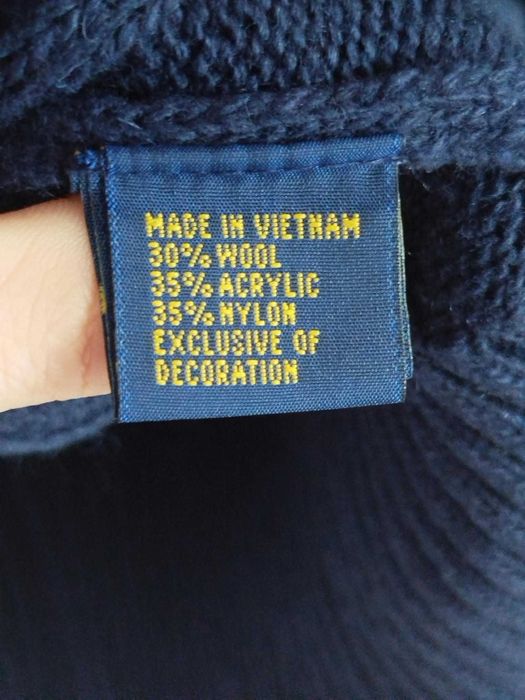 MADE IN VIETNAM
30% WOOL
35% ACRYLIC
35% NYLON
EXCLUSIVE OF
DECORATION